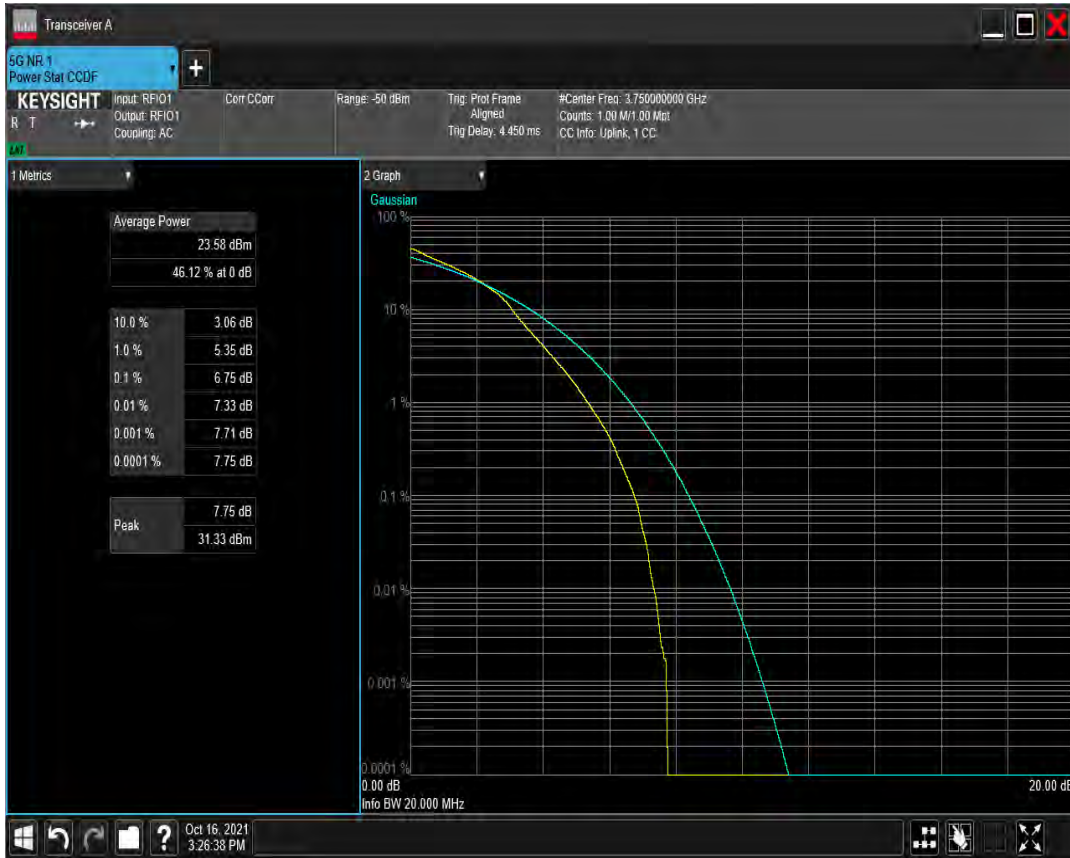 Transceiver A
5G NR 1
Power Stat CCDF
+
KEYSIGHT
R T
LXI
Input: RFIO1
Output: RFIO1
Coupling: AC
Corr CCorr
Range: -50 dBm
Trig: Prot Frame
Aligned
Trig Delay: 4.450 ms
#Center Freq: 3.750000000 GHz
Counts: 1.00 M/1.00 Mpt
CC Info: Uplink, 1 CC
1 Metrics
Average Power
23.58 dBm
46.12 % at 0 dB
10.0 % 3.06 dB
1.0 % 5.35 dB
0.1 % 6.75 dB
0.01 % 7.33 dB
0.001 % 7.71 dB
0.0001 % 7.75 dB
Peak 7.75 dB
31.33 dBm
2 Graph
Gaussian
100 %
10 %
1 %
0.1 %
0.01 %
0.001 %
0.0001 %
0.00 dB
20.00 dB
Info BW 20.000 MHz
?
Oct 16, 2021
3:26:38 PM